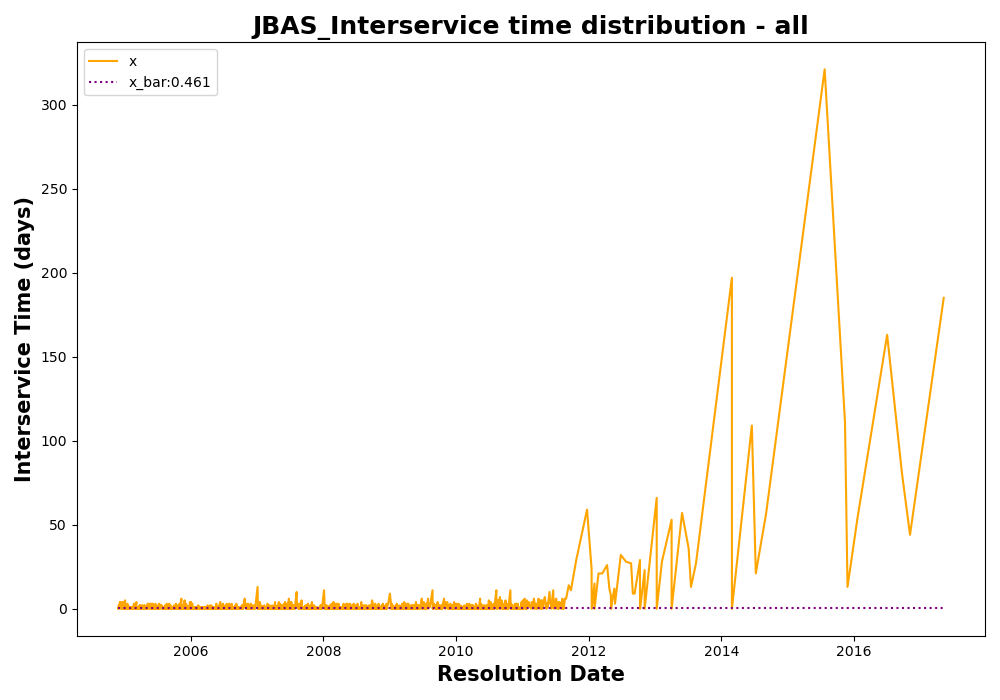 JBAS_Interservice time distribution - all
x
x_bar:0.461
Interservice Time (days)
300
250
200
150
100
50
0
2006 2008 2010 2012 2014 2016
Resolution Date